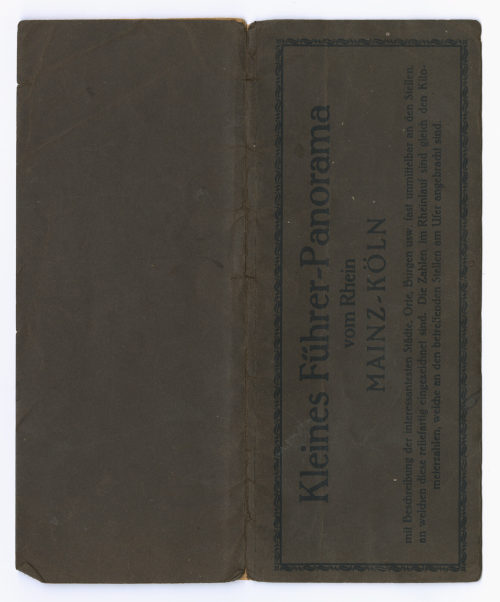 Kleines Führer-Panorama
vom Rhein
MAINZ-KÖLN
mit Beschreibung der interessantesten Städte, Orte, Burgen usw. fast unmittelbar an den Stellen,
an welchen diese reliefartig eingezeichnet sind. Die Zahlen im Rheinlauf sind gleich den Kilo-
meterzahlen, welche an den betreffenden Stellen am Ufer angebracht sind.